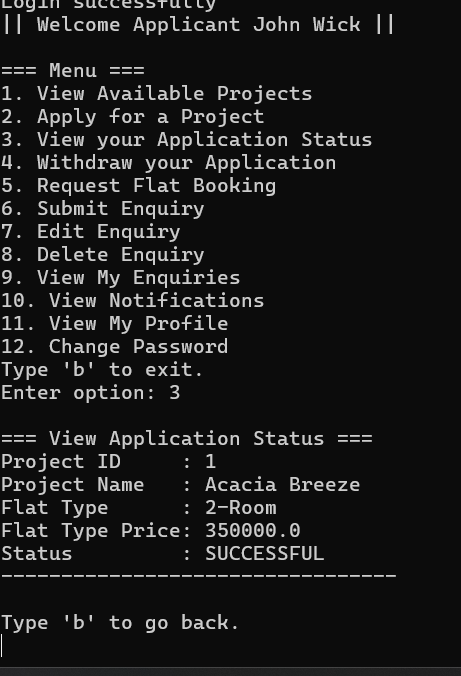 Login successfully
|| Welcome Applicant John Wick ||
=== Menu ===
1. View Available Projects
2. Apply for a Project
3. View your Application Status
4. Withdraw your Application
5. Request Flat Booking
6. Submit Enquiry
7. Edit Enquiry
8. Delete Enquiry
9. View My Enquiries
10. View Notifications
11. View My Profile
12. Change Password
Type 'b' to exit.
Enter option: 3
=== View Application Status ===
Project ID     : 1
Project Name   : Acacia Breeze
Flat Type      : 2-Room
Flat Type Price: 350000.0
Status         : SUCCESSFUL
---------------------------------
Type 'b' to go back.